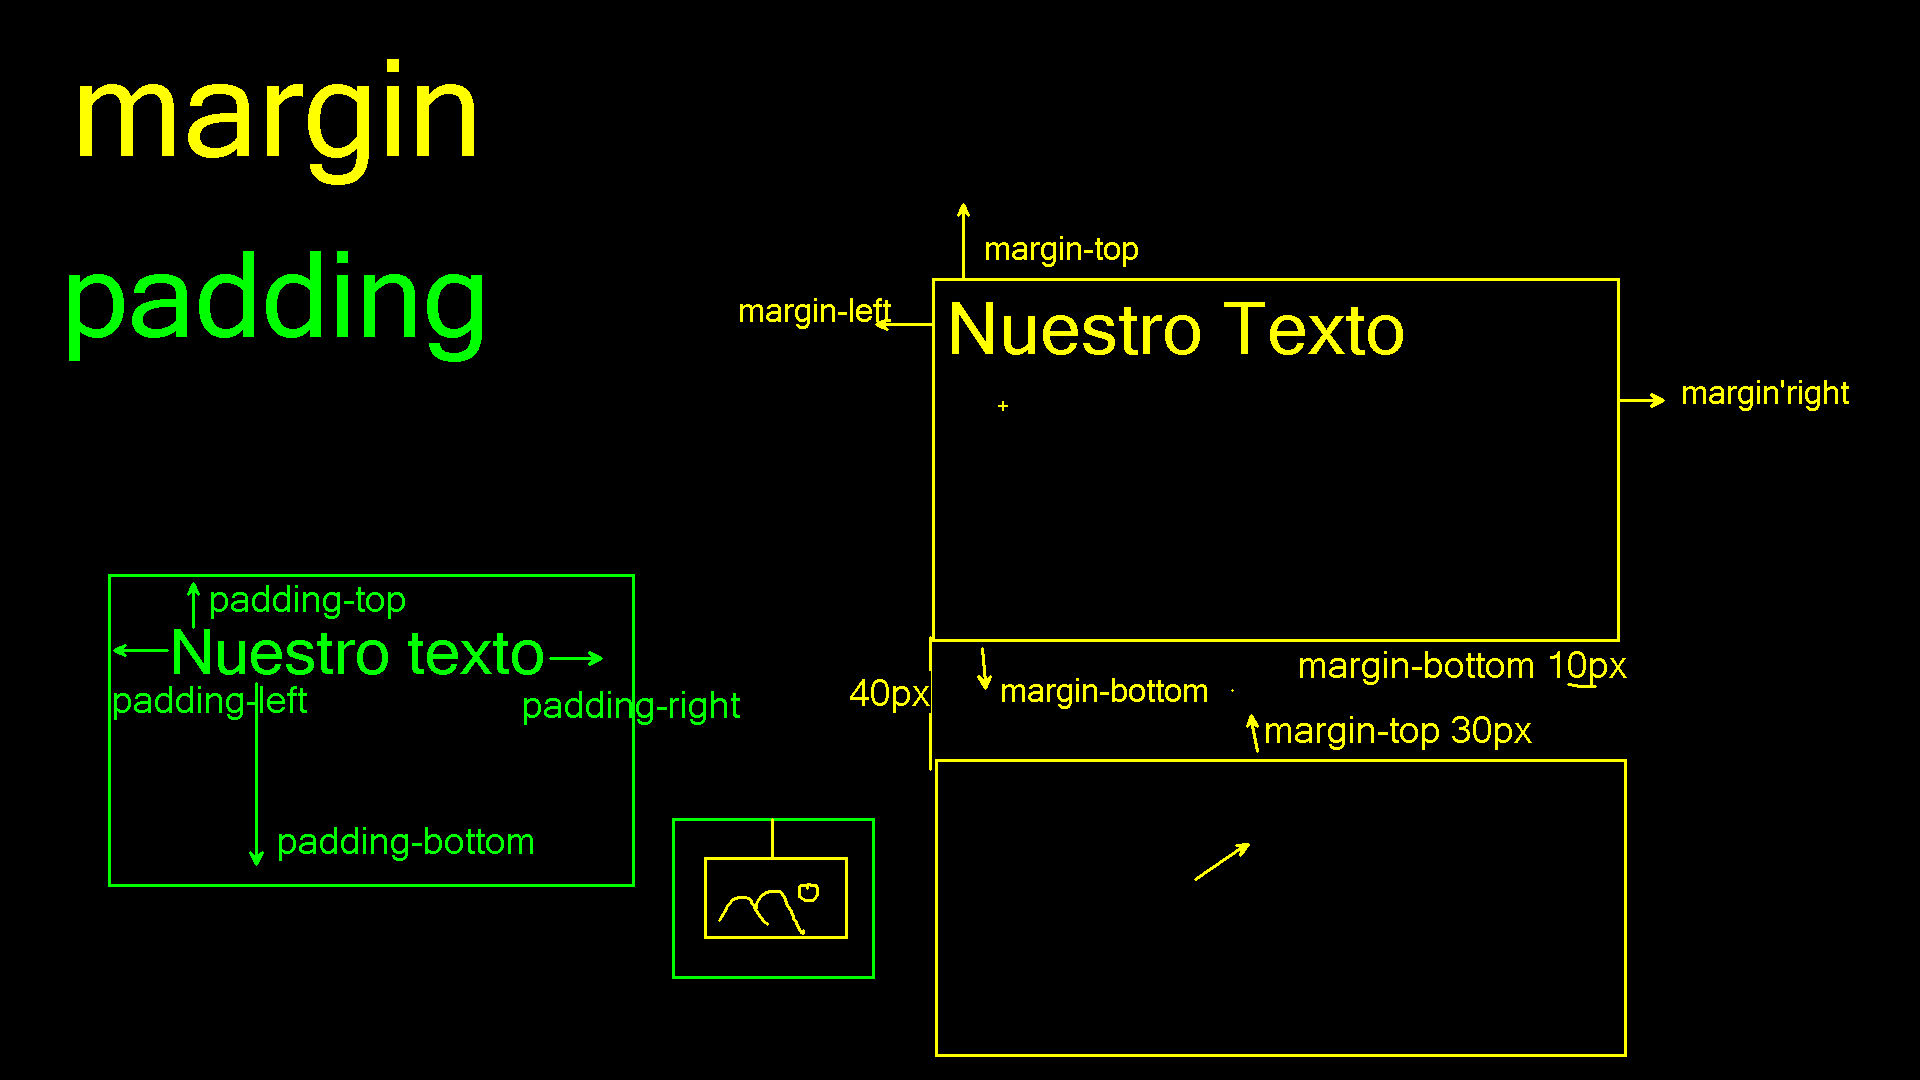 margin
padding
margin-top
margin-left
Nuestro Texto
margin'right
padding-top
Nuestro texto
padding-left
padding-right
padding-bottom
margin-bottom 10px
40px
margin-bottom
margin-top 30px